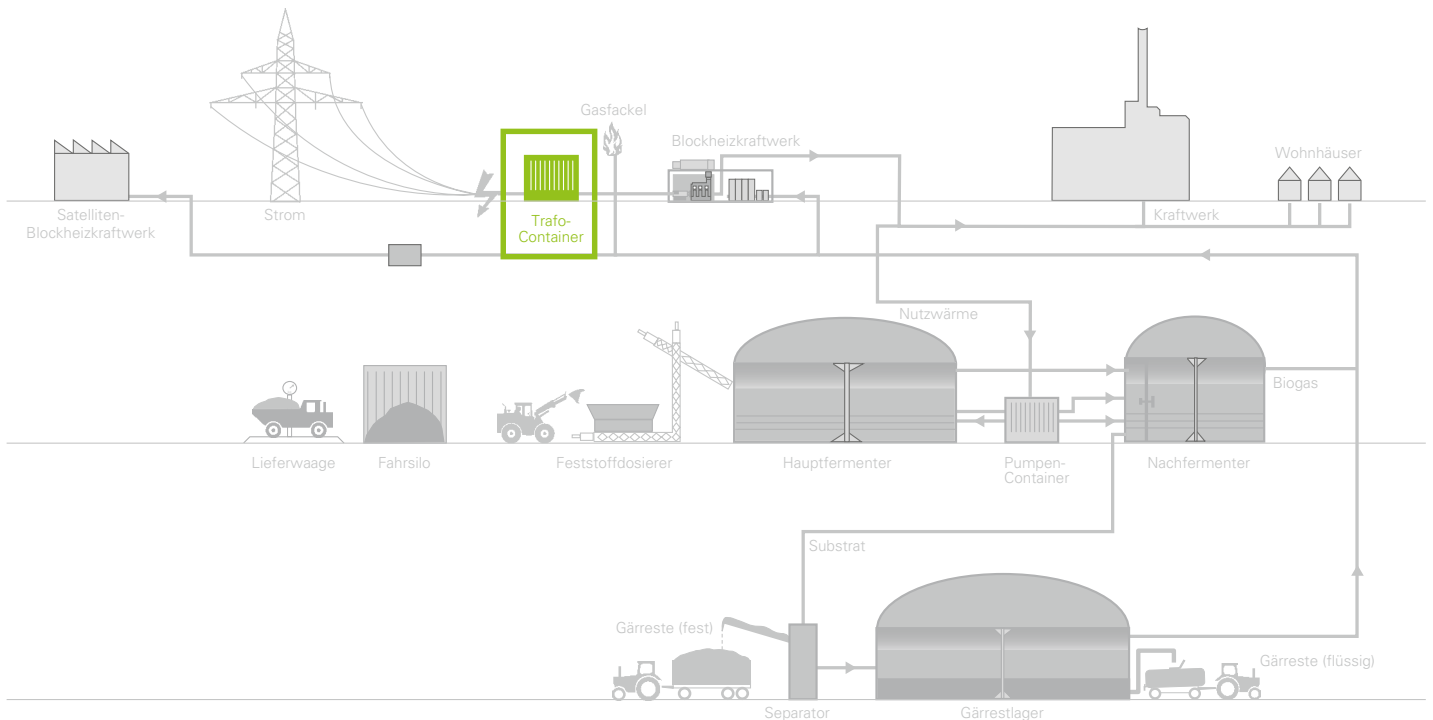 Gasfackel
Blockheizkraftwerk
Wohnhäuser
Satelliten-
Blockheizkraftwerk
Strom
Trafo-
Container
Kraftwerk
Nutzwärme
Biogas
Lieferwaage
Fahrsilo
Feststoffdosierer
Hauptfermenter
Pumpen-
Container
Nachfermenter
Substrat
Gärreste (fest)
Gärreste (flüssig)
Separator
Gärrestlager